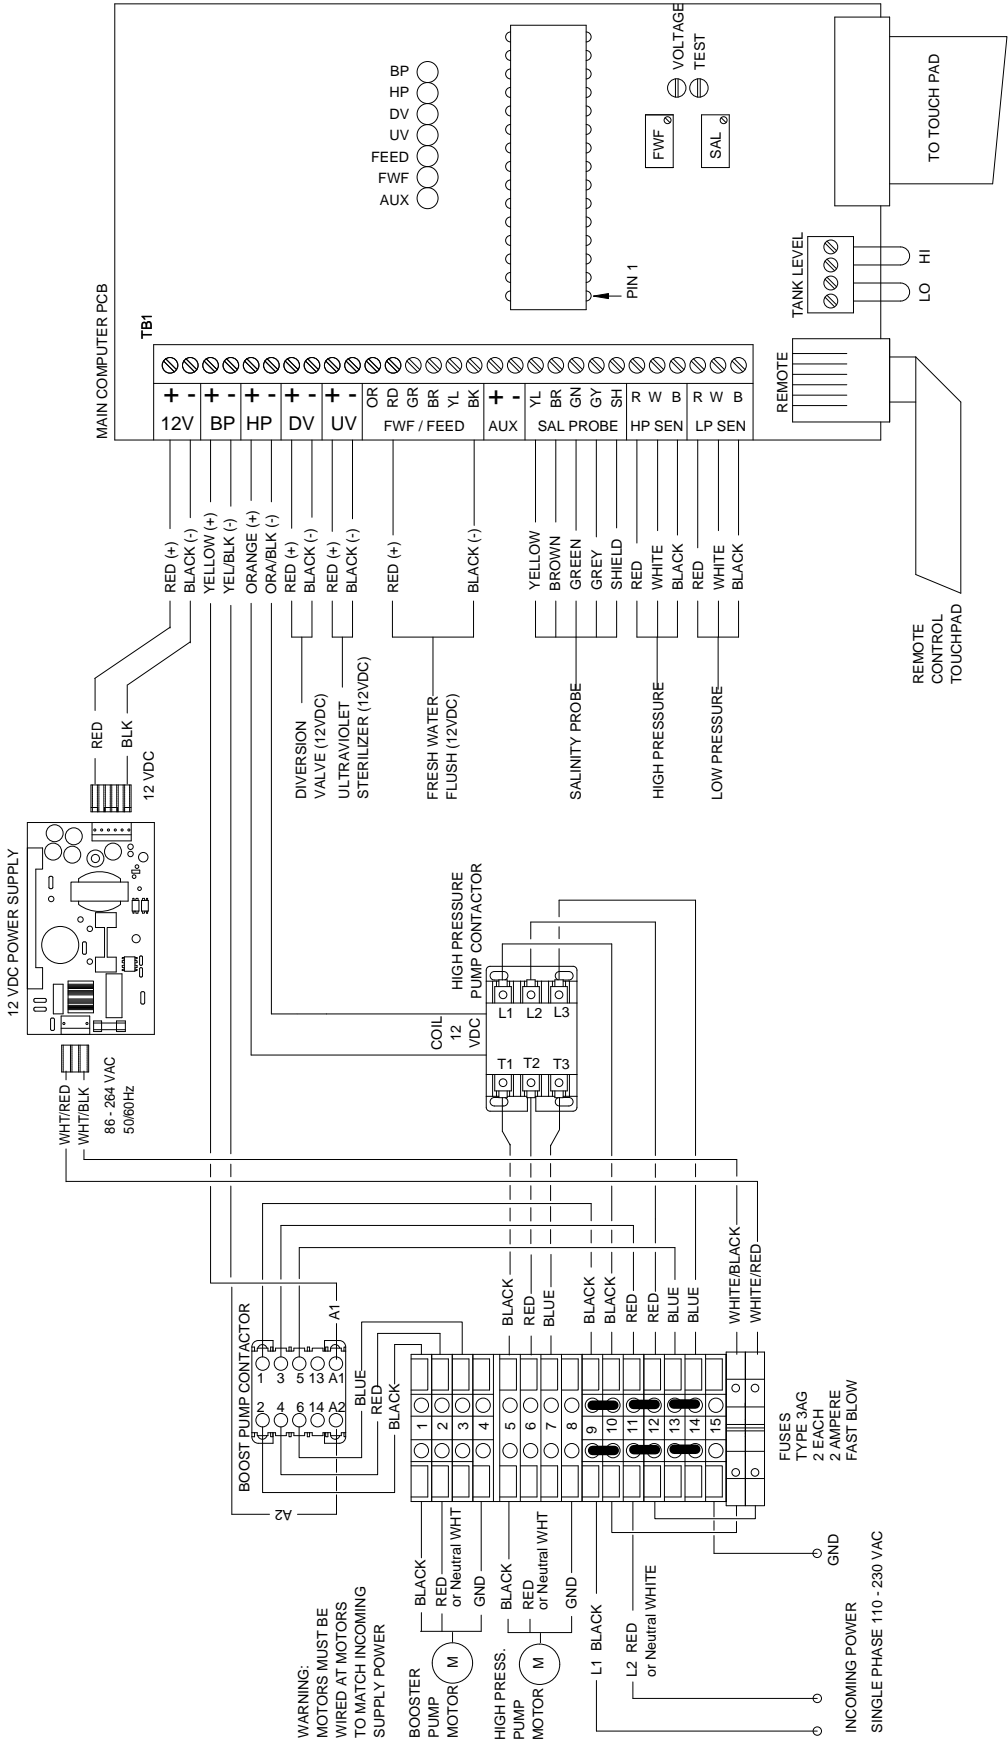 MAIN COMPUTER PCB
TB1
BP
HP
DV
UV
FEED
FWF
AUX
PIN 1
VOLTAGE
TEST
FWF
SAL
TO TOUCH PAD
TANK LEVEL
LO
HI
REMOTE
REMOTE
CONTROL
TOUCHPAD
+
-
12V
+
-
BP
+
-
HP
+
-
DV
+
-
UV
OR
RD
GR
BR
YL
BK
FWF / FEED
+
-
AUX
YL
BR
GN
GY
SH
SAL PROBE
R
W
B
HP SEN
R
W
B
LP SEN
RED (+)
BLACK (-)
YELLOW (+)
YEL/BLK (-)
ORANGE (+)
ORA/BLK (-)
RED (+)
BLACK (-)
RED (+)
BLACK (-)
RED (+)
BLACK (-)
YELLOW
BROWN
GREEN
GREY
SHIELD
RED
WHITE
BLACK
RED
WHITE
BLACK
RED
BLK
12 VDC
DIVERSION
VALVE (12VDC)
ULTRAVIOLET
STERILIZER (12VDC)
FRESH WATER
FLUSH (12VDC)
SALINITY PROBE
HIGH PRESSURE
LOW PRESSURE
12 VDC POWER SUPPLY
WHT/RED
WHT/BLK
86 - 264 VAC
50/60Hz
HIGH PRESSURE
PUMP CONTACTOR
COIL
12
VDC
L1
L2
L3
T1
T2
T3
BOOST PUMP CONTACTOR
1
3
5
13
A1
2
4
6
14
A2
A1
A2
BLUE
RED
BLACK
BLACK
RED
BLUE
BLACK
BLACK
RED
RED
BLUE
BLUE
WHITE/BLACK
WHITE/RED
1
2
3
4
5
6
7
8
9
10
11
12
13
14
15
FUSES
TYPE 3AG
2 EACH
2 AMPERE
FAST BLOW
WARNING:
MOTORS MUST BE
WIRED AT MOTORS
TO MATCH INCOMING
SUPPLY POWER
BOOSTER
PUMP
MOTOR
M
BLACK
RED
or Neutral WHT
GND
HIGH PRESS.
PUMP
MOTOR
M
BLACK
RED
or Neutral WHT
GND
L1 BLACK
L2 RED
or Neutral WHITE
GND
INCOMING POWER
SINGLE PHASE 110 - 230 VAC